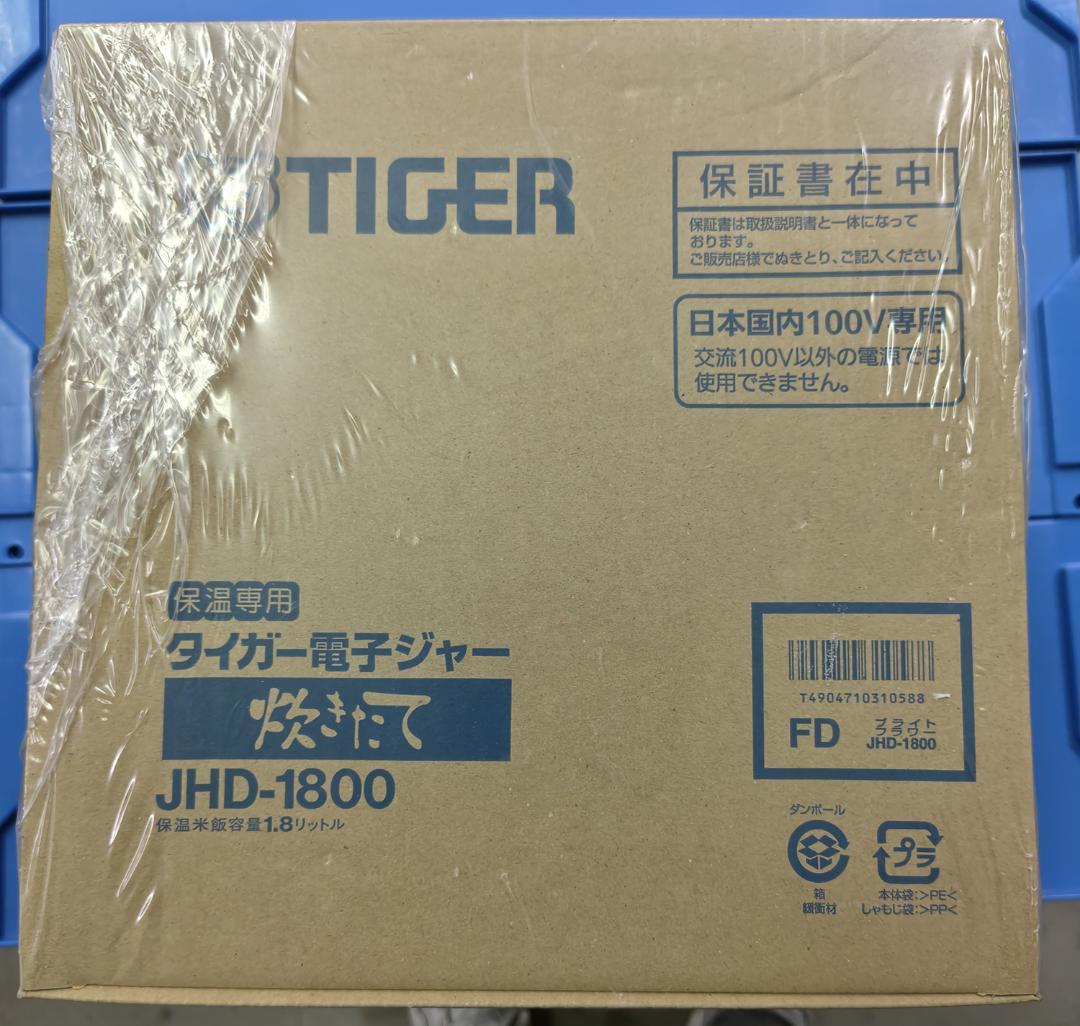 TIGER
保証書在中
保証書は取扱説明書と一体になって
おります。
ご販売店様でぬきとり、ご記入ください。
日本国内100V専用
交流100V以外の電源では
使用できません。
保温専用
タイガー電子ジャー
炊きたて
JHD-1800
保温米飯容量1.8リットル
T4904710310588
FD
ブライト
フラワー
JHD-1800
ダンボール
箱
緩衝材
プラ
本体袋:>PE<
しゃもじ袋:>PP<